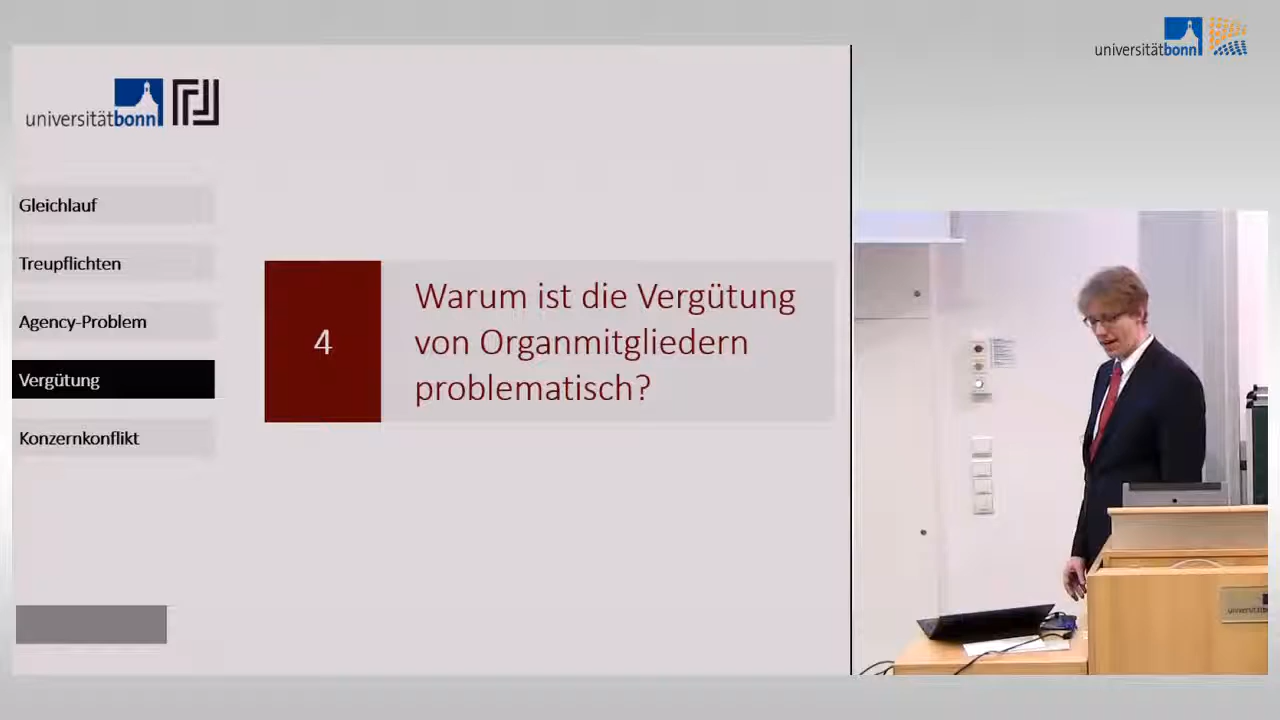 universitätbonn
universitätbonn
Gleichlauf
Treupflichten
Agency-Problem
Vergütung
Konzernkonflikt
4
Warum ist die Vergütung
von Organmitgliedern
problematisch?